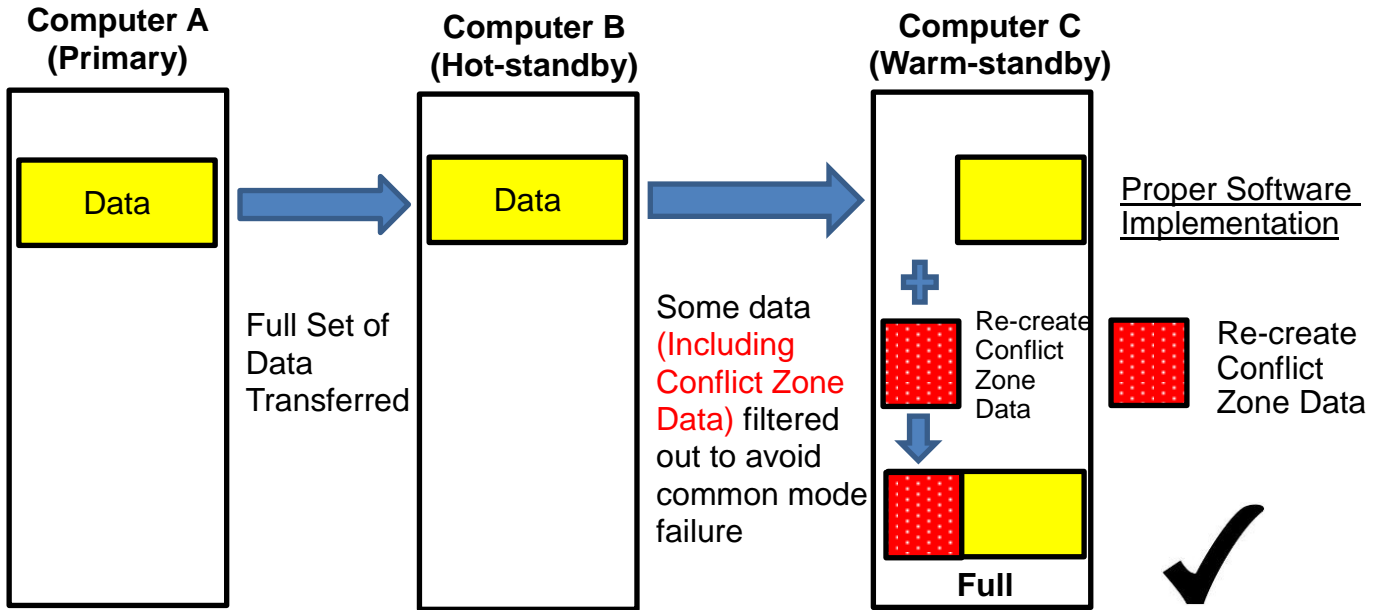 Computer A
(Primary)
Computer B
(Hot-standby)
Computer C
(Warm-standby)
Data
Data
Proper Software
Implementation
Full Set of
Data
Transferred
Some data
(Including
Conflict Zone
Data) filtered
out to avoid
common mode
failure
Re-create
Conflict
Zone
Data
Re-create
Conflict
Zone Data
Full